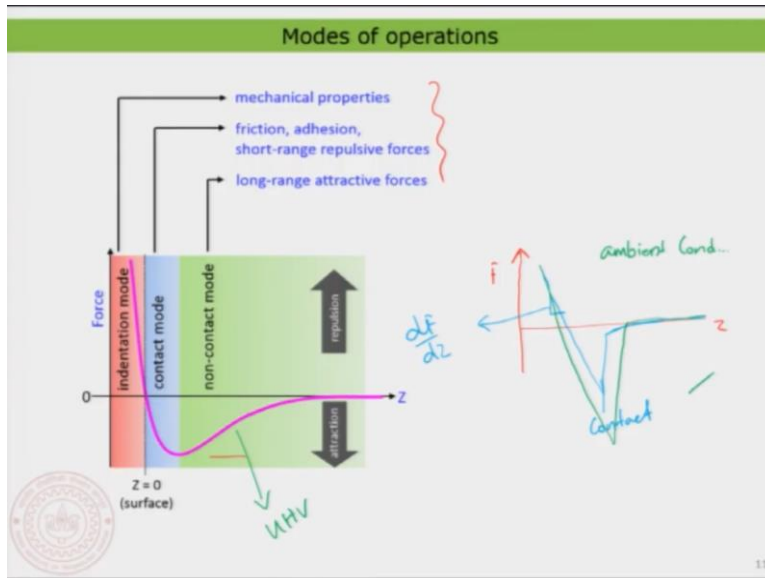 Modes of operations
mechanical properties
friction, adhesion,
short-range repulsive forces
long-range attractive forces
Force
indentation mode
contact mode
non-contact mode
repulsion
attraction
0
Z
Z = 0
(surface)
UHV
ambient Cond...
F
z
dF
dz
Contact
11